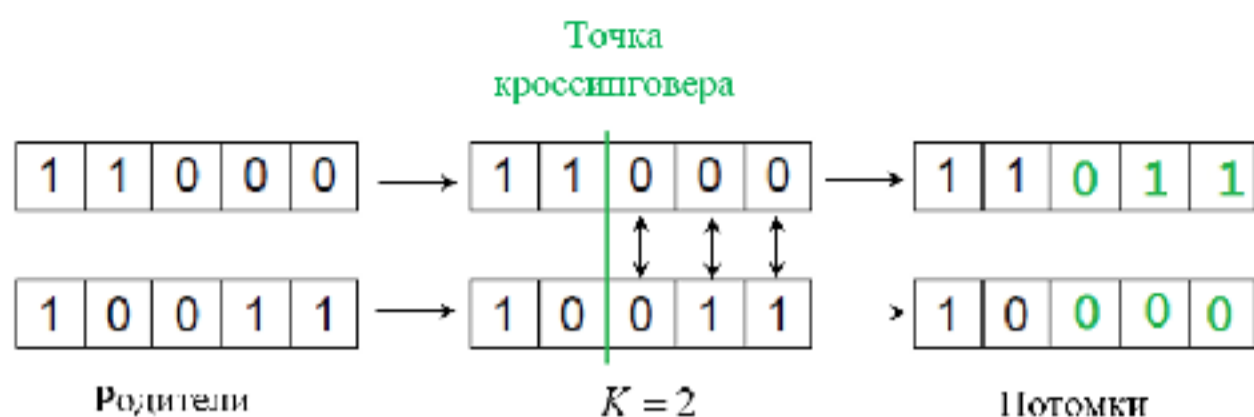 Точка
кроссинговера
1 1 0 0 0
1 1 0 0 0
1 1 0 1 1
1 0 0 1 1
1 0 0 1 1
1 0 0 0 0
Родители
K = 2
Потомки